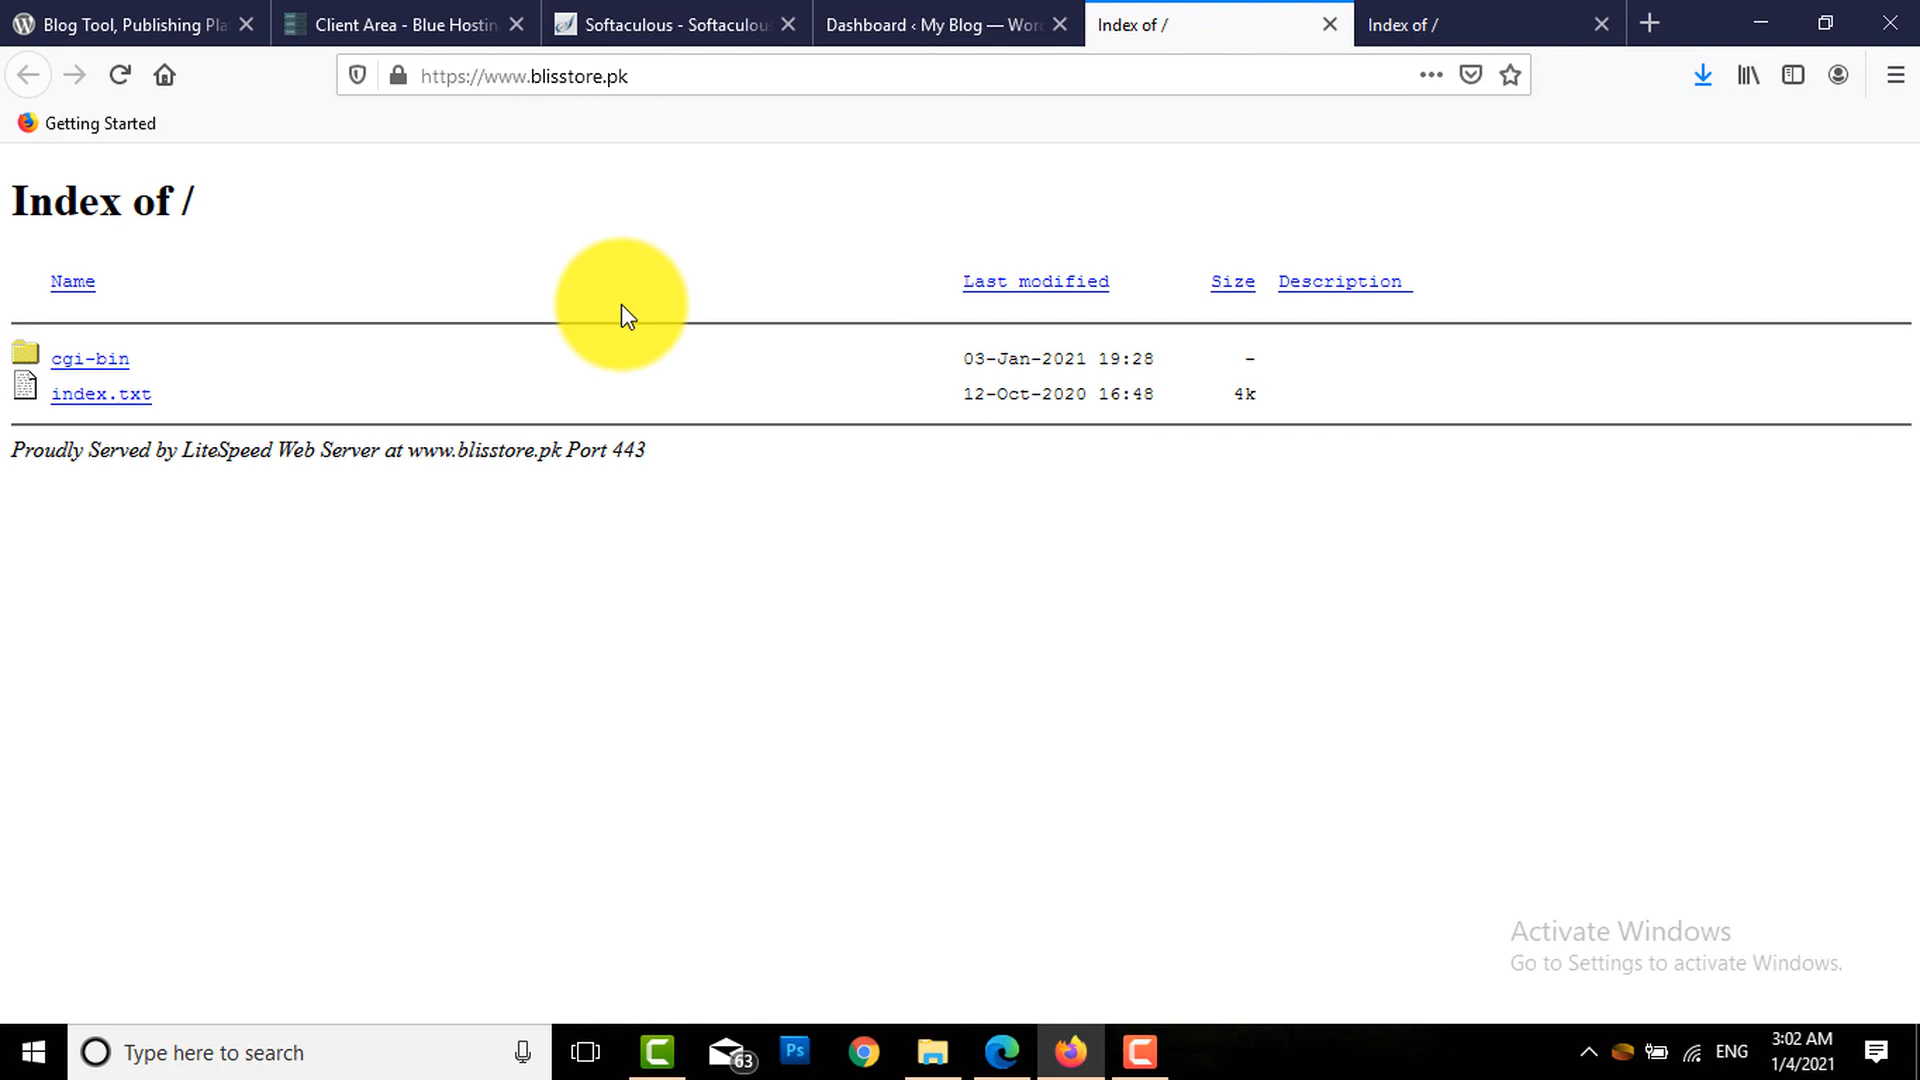 Blog Tool, Publishing Pla
Client Area - Blue Hostin
Softaculous - Softaculous
Dashboard ‹ My Blog — Wor
Index of /
Index of /
https://www.blisstore.pk
Getting Started
Index of /
Name Last modified Size Description
cgi-bin 03-Jan-2021 19:28 -
index.txt 12-Oct-2020 16:48 4k
Proudly Served by LiteSpeed Web Server at www.blisstore.pk Port 443
Activate Windows
Go to Settings to activate Windows.
Type here to search
63
Ps
ENG
3:02 AM
1/4/2021